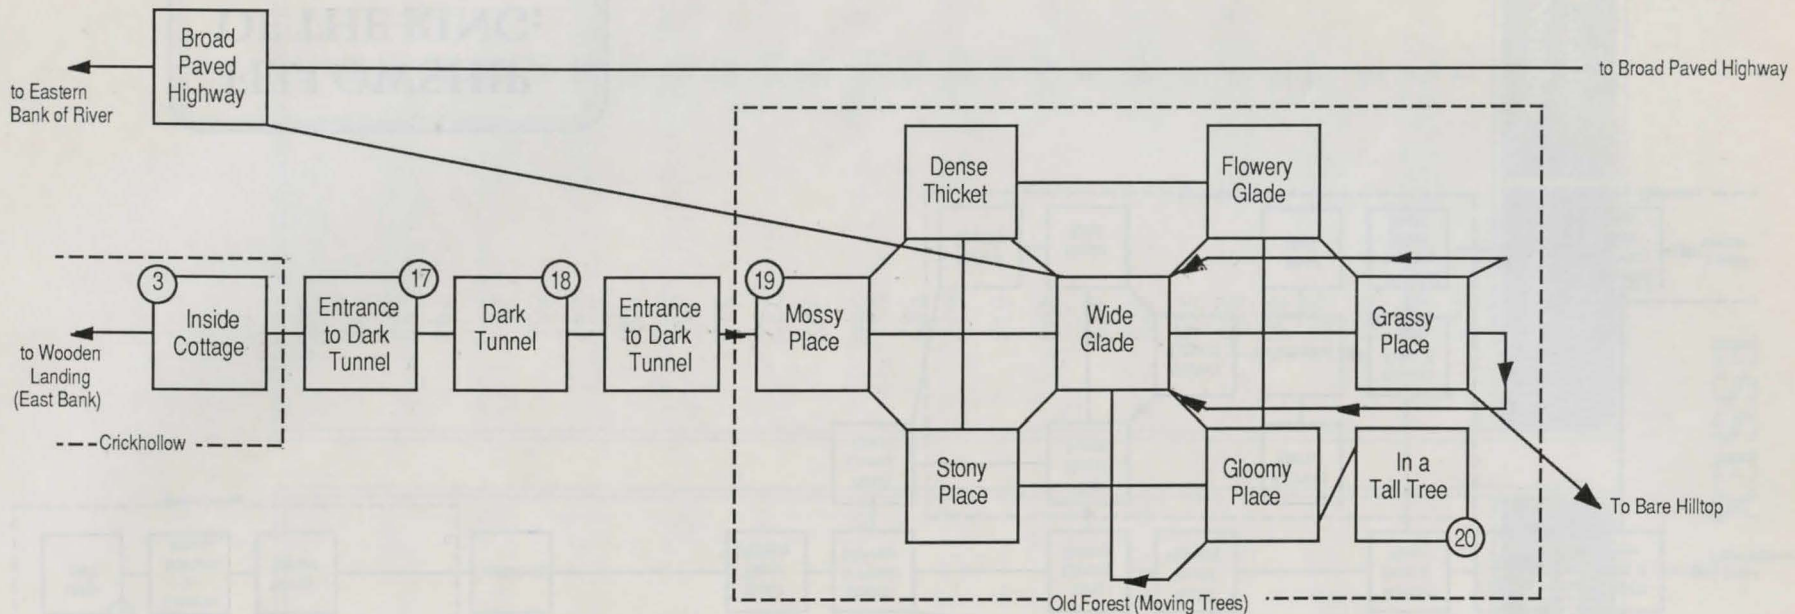 Broad
Paved
Highway
to Eastern
Bank of River
to Broad Paved Highway
Dense
Thicket
Flowery
Glade
3
Inside
Cottage
17
Entrance
to Dark
Tunnel
18
Dark
Tunnel
Entrance
to Dark
Tunnel
19
Mossy
Place
Wide
Glade
Grassy
Place
to Wooden
Landing
(East Bank)
Crickhollow
Stony
Place
Gloomy
Place
In a
Tall Tree
20
To Bare Hilltop
Old Forest (Moving Trees)